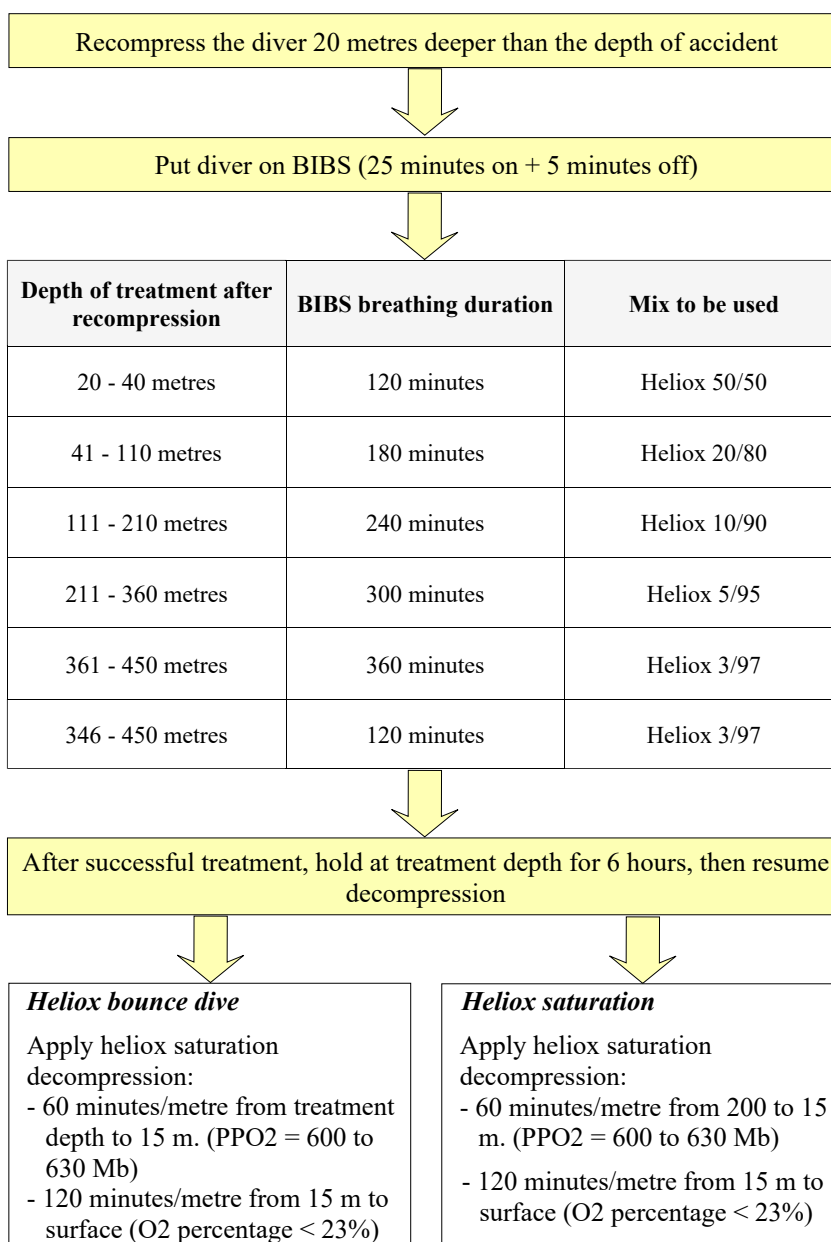 Recompress the diver 20 metres deeper than the depth of accident
Put diver on BIBS (25 minutes on + 5 minutes off)
Depth of treatment after
recompression
BIBS breathing duration
Mix to be used
20 - 40 metres
120 minutes
Heliox 50/50
41 - 110 metres
180 minutes
Heliox 20/80
111 - 210 metres
240 minutes
Heliox 10/90
211 - 360 metres
300 minutes
Heliox 5/95
361 - 450 metres
360 minutes
Heliox 3/97
346 - 450 metres
120 minutes
Heliox 3/97
After successful treatment, hold at treatment depth for 6 hours, then resume
decompression
Heliox bounce dive
Apply heliox saturation
decompression:
- 60 minutes/metre from treatment
depth to 15 m. (PPO2 = 600 to
630 Mb)
- 120 minutes/metre from 15 m to
surface (O2 percentage < 23%)
Heliox saturation
Apply heliox saturation
decompression:
- 60 minutes/metre from 200 to 15
m. (PPO2 = 600 to 630 Mb)
- 120 minutes/metre from 15 m to
surface (O2 percentage < 23%)